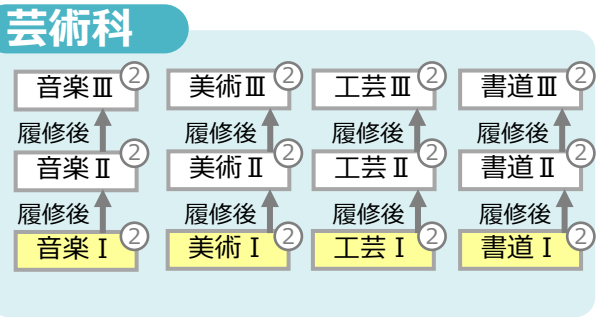 芸術科
音楽Ⅲ ② 美術Ⅲ ② 工芸Ⅲ ② 書道Ⅲ ②
履修後 履修後 履修後 履修後
音楽Ⅱ ② 美術Ⅱ ② 工芸Ⅱ ② 書道Ⅱ ②
履修後 履修後 履修後 履修後
音楽Ⅰ ② 美術Ⅰ ② 工芸Ⅰ ② 書道Ⅰ ②